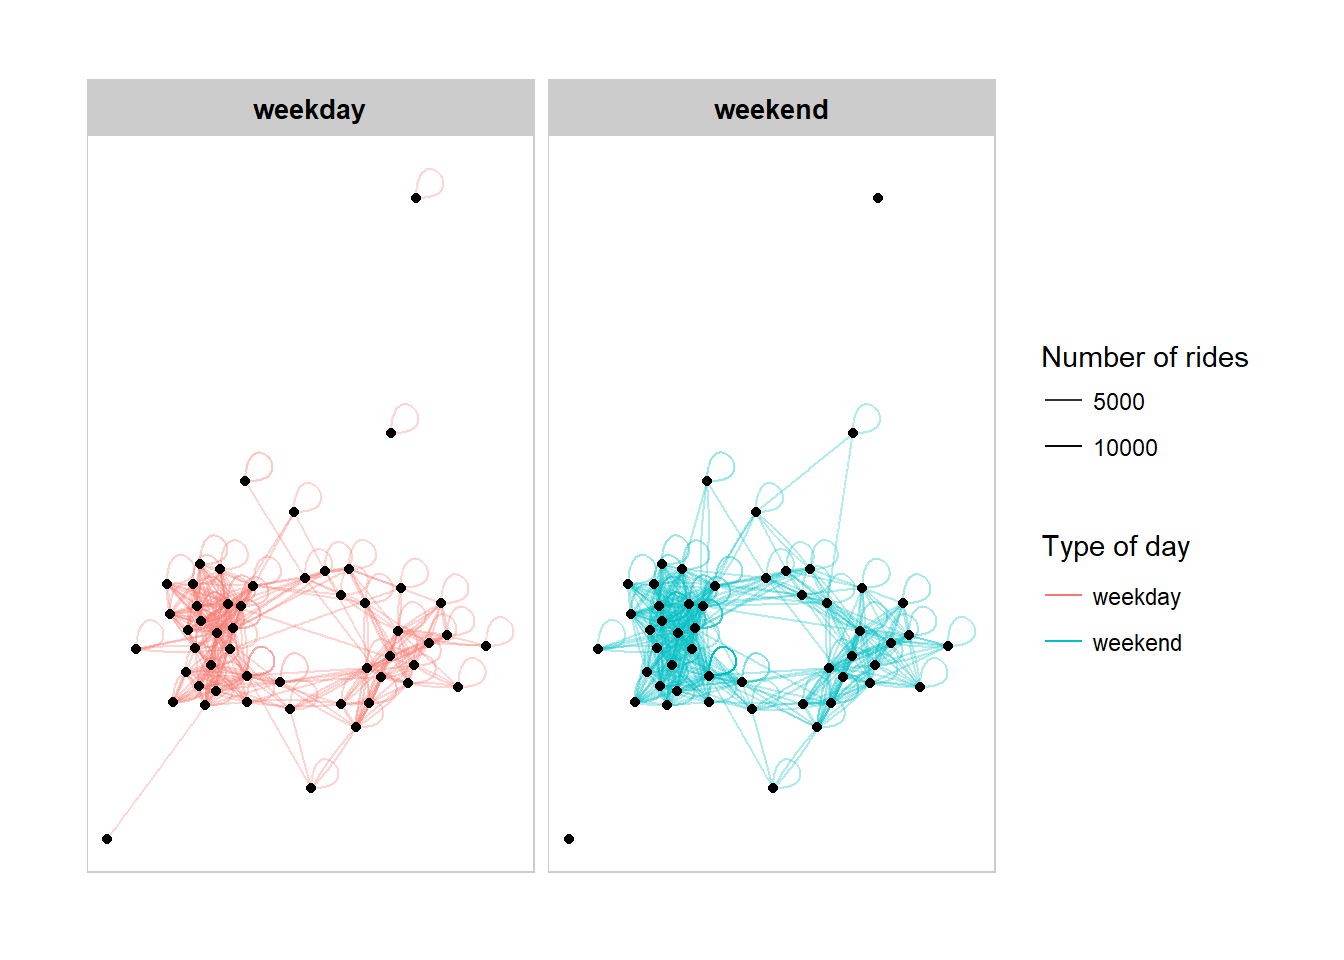 weekday
weekend
Number of rides
5000
10000
Type of day
weekday
weekend